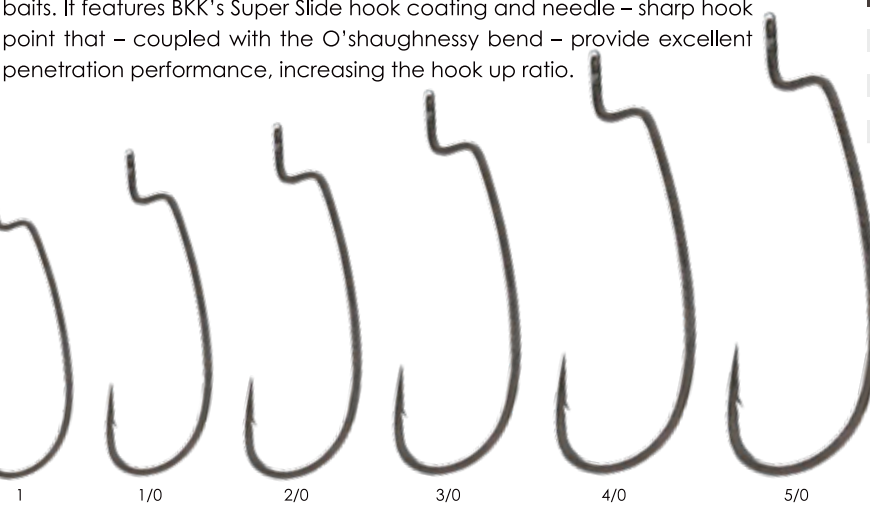 baits. It features BKK's Super Slide hook coating and needle – sharp hook
point that – coupled with the O'shaughnessy bend – provide excellent
penetration performance, increasing the hook up ratio.
1 1/0 2/0 3/0 4/0 5/0